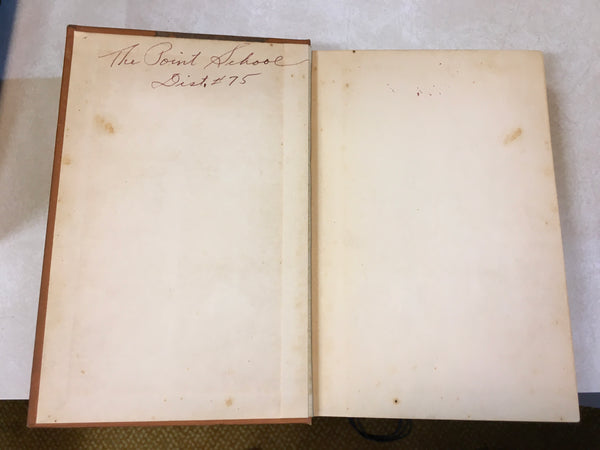 The Point School
Dist. #75